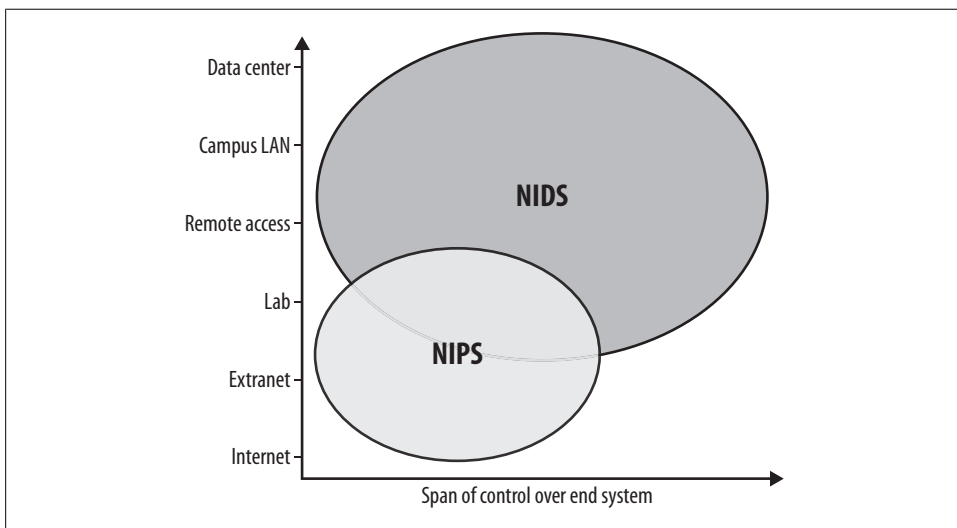 Data center
Campus LAN
NIDS
Remote access
Lab
NIPS
Extranet
Internet
Span of control over end system